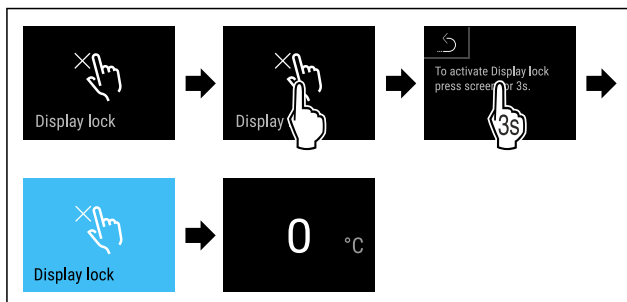 Display lock
Display
To activate Display lock
press screen for 3s.
3s
Display lock
0 °C